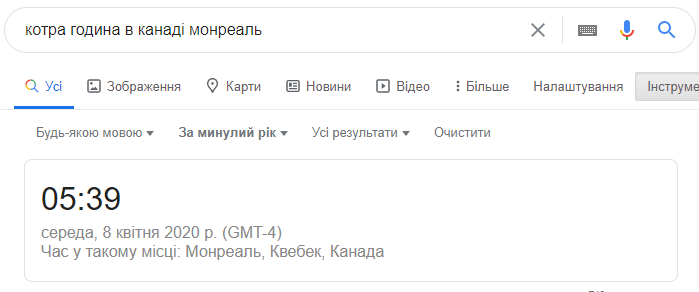 котра година в канаді монреаль
Усі Зображення Карти Новини Відео Більше Налаштування Інструме
Будь-якою мовою За минулий рік Усі результати Очистити
05:39
середа, 8 квітня 2020 р. (GMT-4)
Час у такому місці: Монреаль, Квебек, Канада